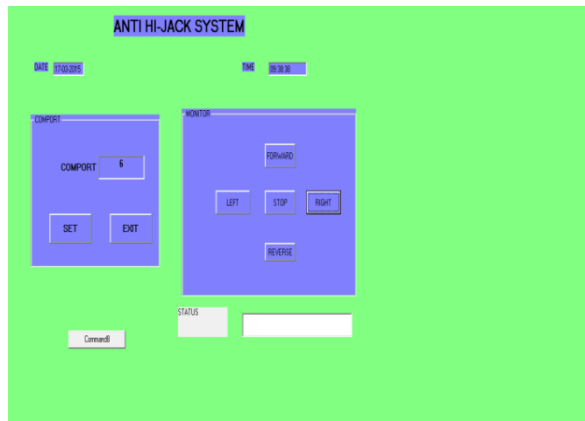 ANTI HI-JACK SYSTEM
DATE 17-03-2015 TIME 09:38:36
COMPORT MONITOR
COMPORT 6
FORWARD
LEFT STOP RIGHT
SET EXIT
REVERSE
STATUS
Command8